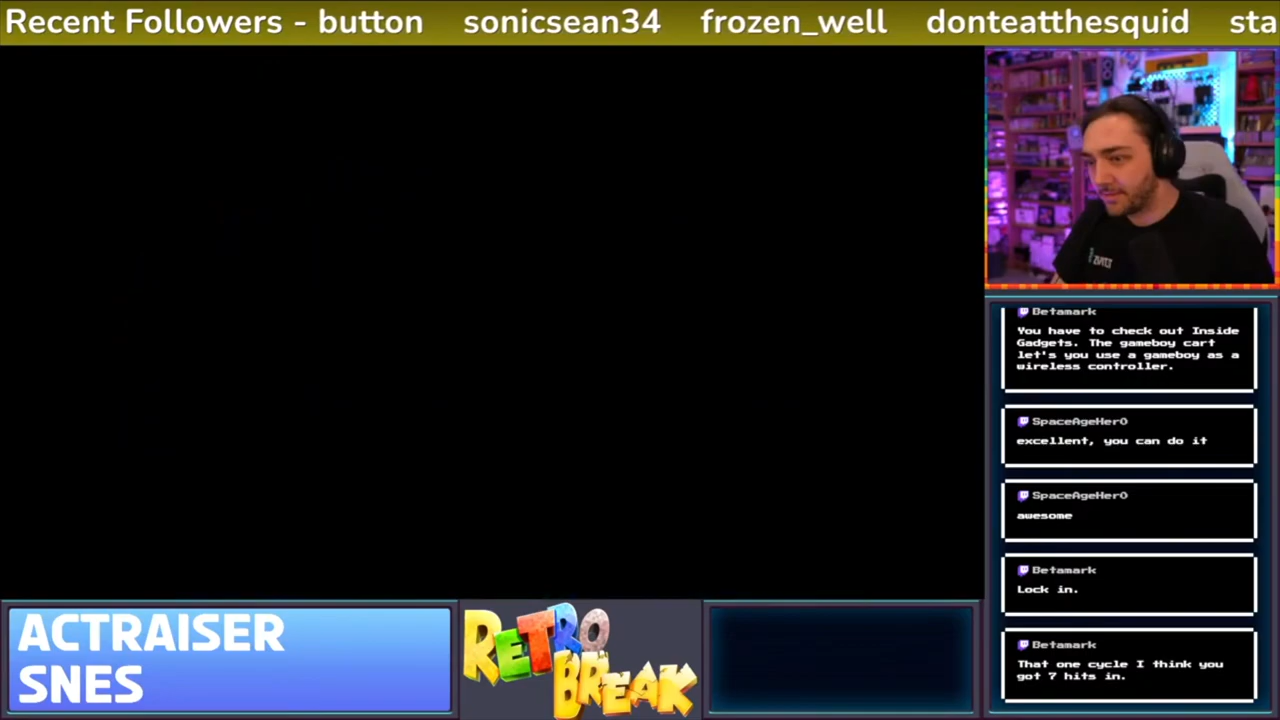 Recent Followers - button sonicsean34 frozen_well donteatthesquid sta
ZVRT
Betamark
You have to check out Inside
Gadgets. The gameboy cart
let's you use a gameboy as a
wireless controller.
SpaceAgeHer0
excellent, you can do it
SpaceAgeHer0
awesome
Betamark
Lock in.
Betamark
That one cycle I think you
got 7 hits in.
ACTRAISER
SNES
RETRO
BREAK